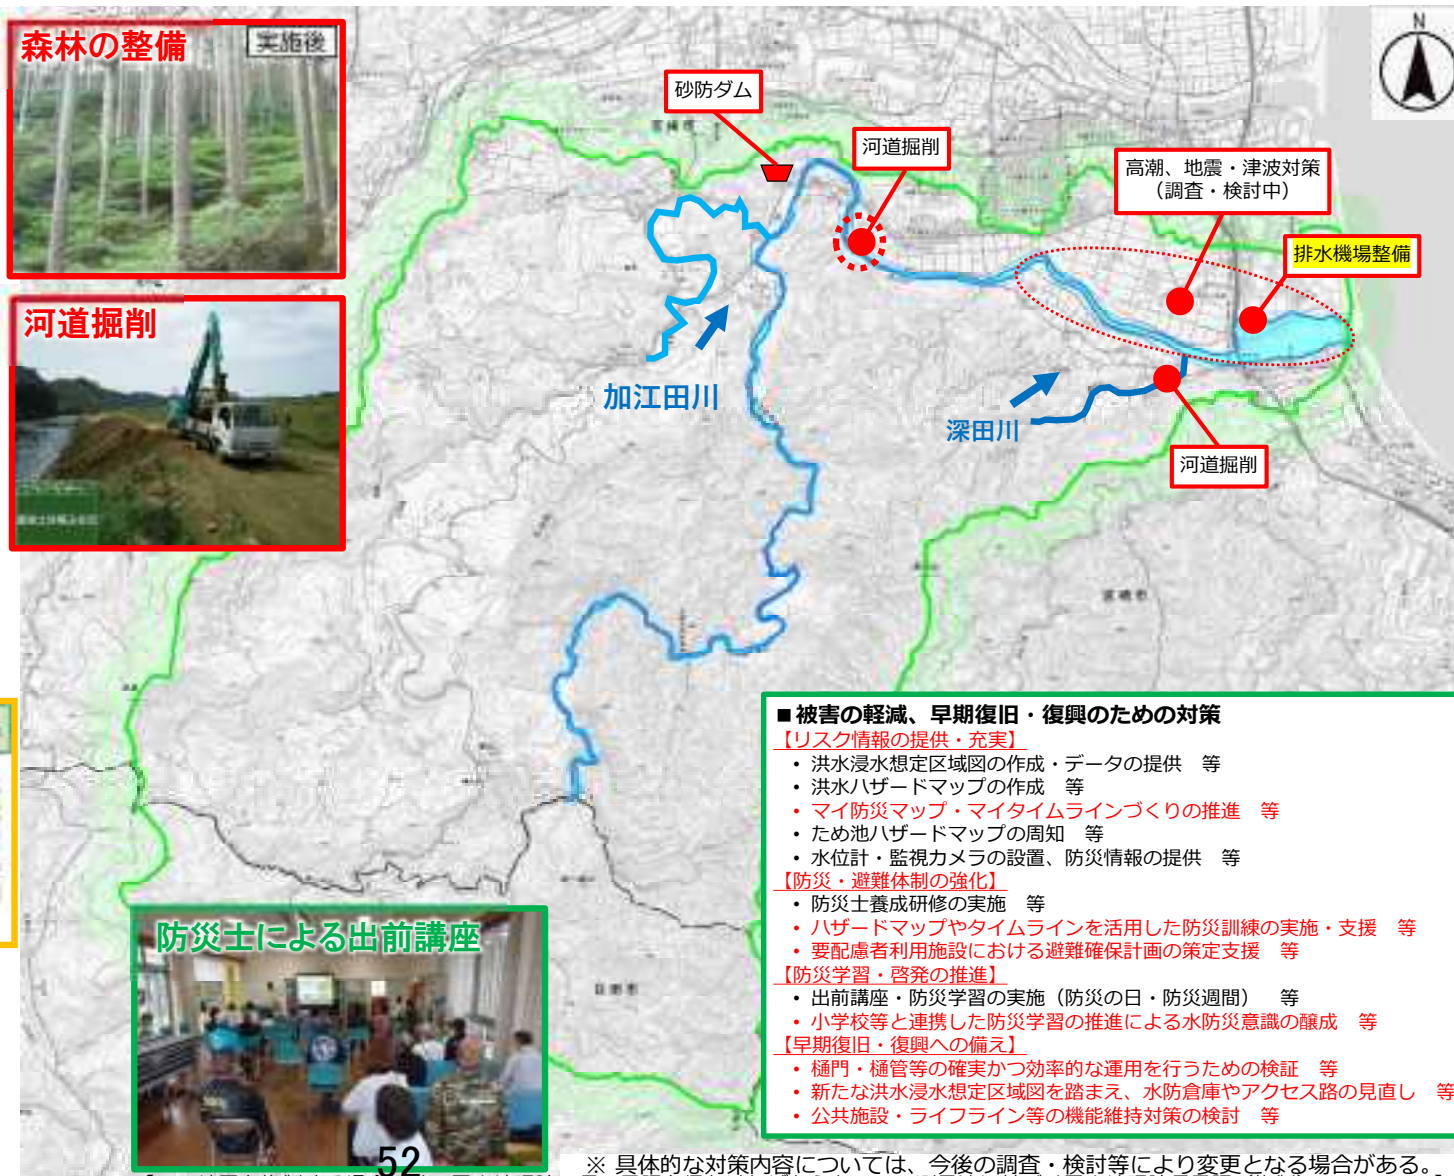 森林の整備
実施後
N
砂防ダム
河道掘削
高潮、地震・津波対策
（調査・検討中）
排水機場整備
河道掘削
加江田川
深田川
河道掘削
宮崎市
■被害の軽減、早期復旧・復興のための対策
【リスク情報の提供・充実】
• 洪水浸水想定区域図の作成・データの提供　等
• 洪水ハザードマップの作成　等
• マイ防災マップ・マイタイムラインづくりの推進　等
• ため池ハザードマップの周知　等
• 水位計・監視カメラの設置、防災情報の提供　等
【防災・避難体制の強化】
• 防災士養成研修の実施　等
• ハザードマップやタイムラインを活用した防災訓練の実施・支援　等
• 要配慮者利用施設における避難確保計画の策定支援　等
【防災学習・啓発の推進】
• 出前講座・防災学習の実施（防災の日・防災週間）　等
• 小学校等と連携した防災学習の推進による水防災意識の醸成　等
【早期復旧・復興への備え】
• 樋門・樋管等の確実かつ効率的な運用を行うための検証　等
• 新たな洪水浸水想定区域図を踏まえ、水防倉庫やアクセス路の見直し　等
• 公共施設・ライフライン等の機能維持対策の検討　等
防災士による出前講座
日南市
52
※ 具体的な対策内容については、今後の調査・検討等により変更となる場合がある。